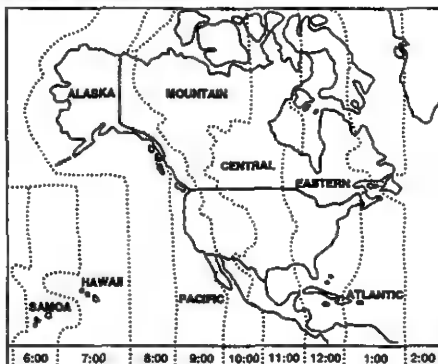 ALASKA MOUNTAIN
CENTRAL
EASTERN
HAWAII
SAMOA
PACIFIC
ATLANTIC
6:00 7:00 8:00 9:00 10:00 11:00 12:00 1:00 2:00